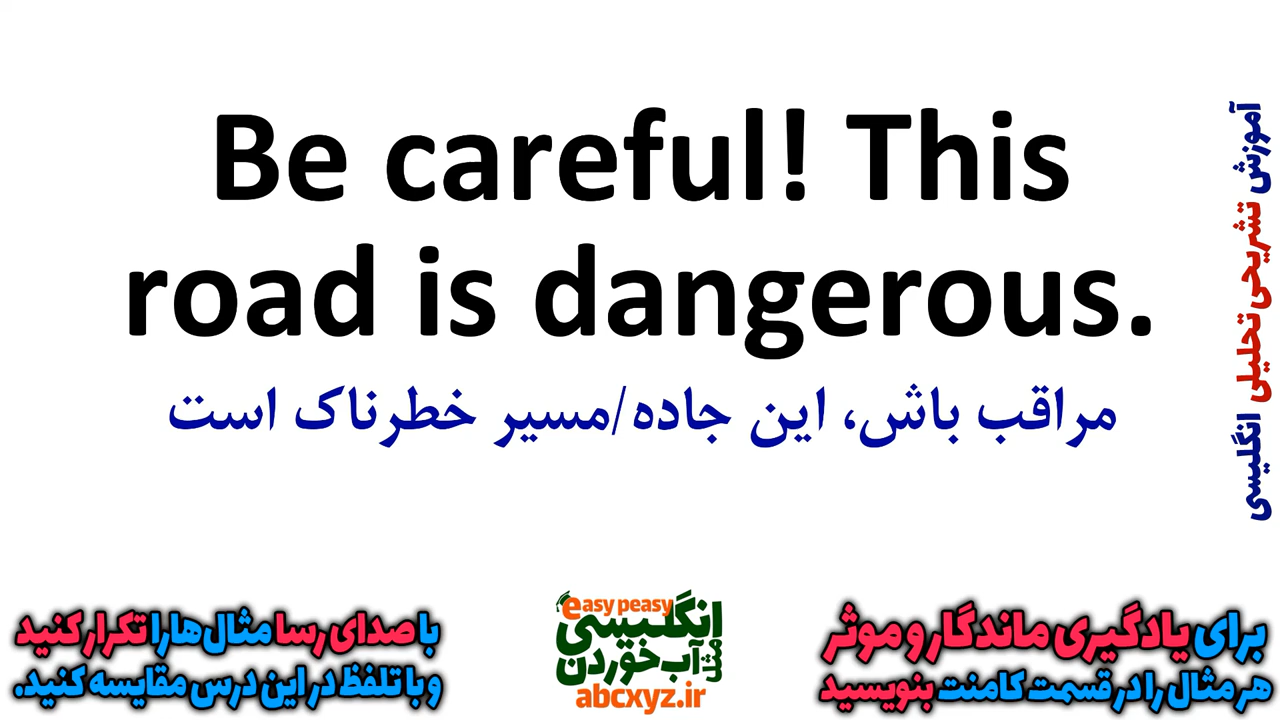 Be careful! This
road is dangerous.
مراقب باش، این جاده/مسیر خطرناک است
آموزش تشریحی تحلیلی انگلیسی
با صدای رسا مثال‌ها را تکرار کنید
و با تلفظ در این درس مقایسه کنید.
easy peasy
انگلیسی
مثل
آب خوردن
abcxyz.ir
برای یادگیری ماندگار و موثر
هر مثال را در قسمت کامنت بنویسید